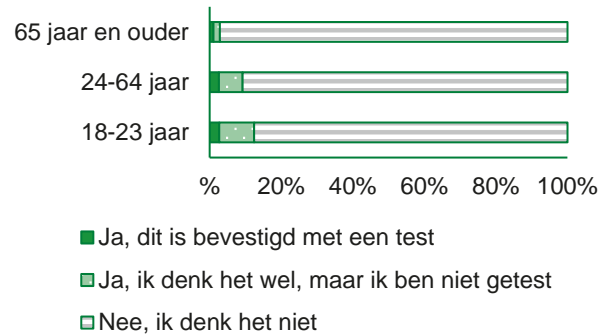 65 jaar en ouder
24-64 jaar
18-23 jaar
% 20% 40% 60% 80% 100%
Ja, dit is bevestigd met een test
Ja, ik denk het wel, maar ik ben niet getest
Nee, ik denk het niet